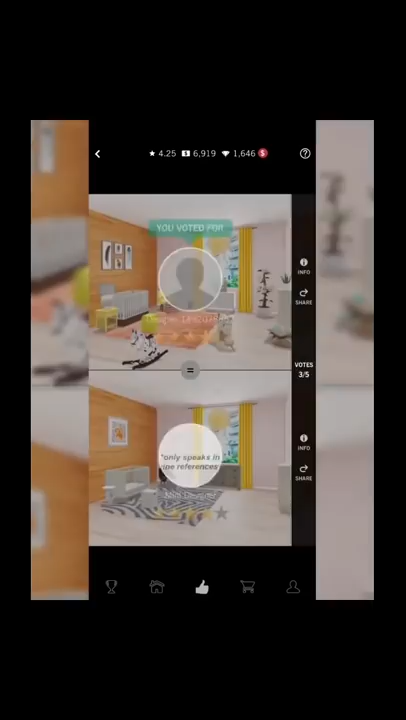 4.25 6,919 1,646
YOU VOTED FOR
INFO
SHARE
VOTES
3/5
=
"only speaks in
vine references"
INFO
SHARE